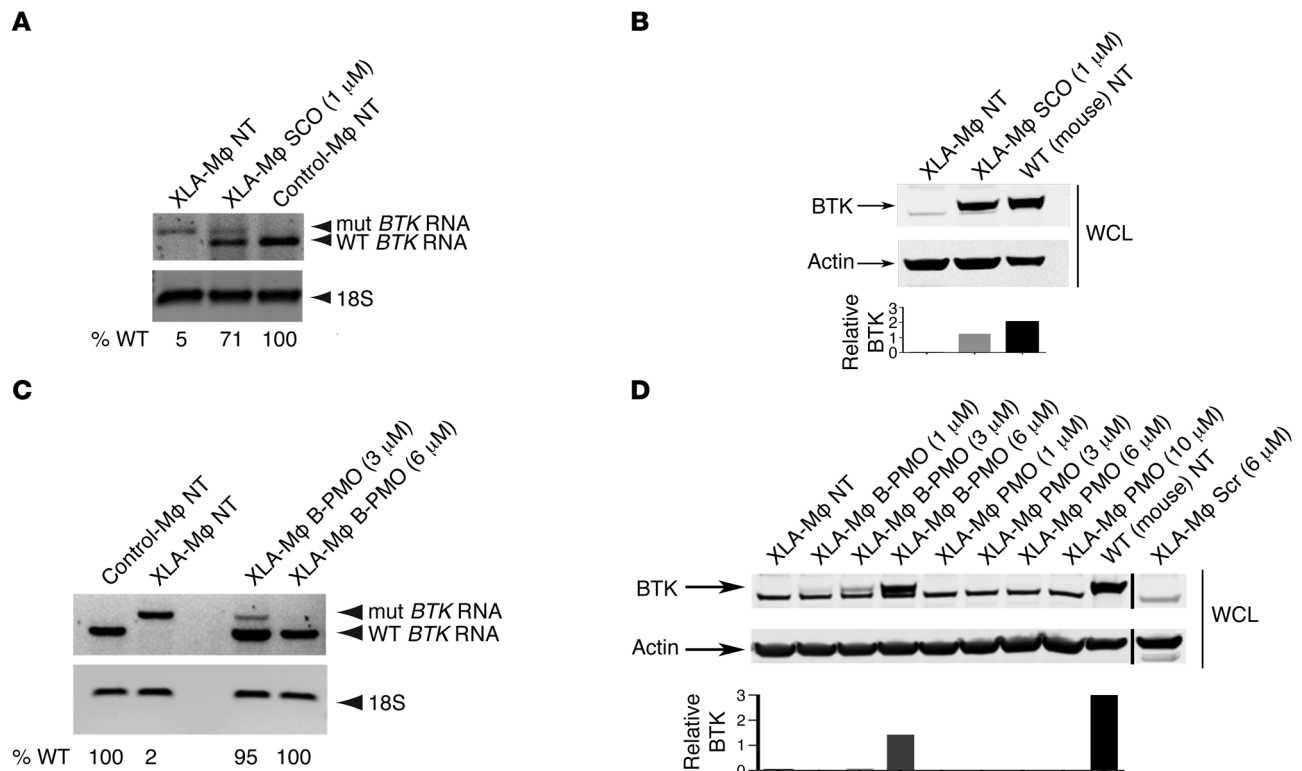 A
XLA-Mφ NT
XLA-Mφ SCO (1 μM)
Control-Mφ NT
mut BTK RNA
WT BTK RNA
18S
% WT 5 71 100
B
XLA-Mφ NT
XLA-Mφ SCO (1 μM)
WT (mouse) NT
BTK
Actin
WCL
Relative
BTK
3
2
1
0
C
Control-Mφ NT
XLA-Mφ NT
XLA-Mφ B-PMO (3 μM)
XLA-Mφ B-PMO (6 μM)
mut BTK RNA
WT BTK RNA
18S
% WT 100 2 95 100
D
XLA-Mφ NT
XLA-Mφ B-PMO (1 μM)
XLA-Mφ B-PMO (3 μM)
XLA-Mφ B-PMO (6 μM)
XLA-Mφ PMO (1 μM)
XLA-Mφ PMO (3 μM)
XLA-Mφ PMO (6 μM)
XLA-Mφ PMO (10 μM)
WT (mouse) NT
XLA-Mφ Scr (6 μM)
BTK
Actin
WCL
Relative
BTK
3
2
1
0